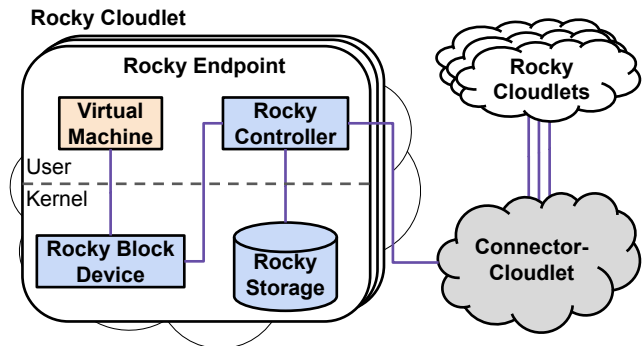 Rocky Cloudlet
Rocky Endpoint
Virtual
Machine
Rocky
Controller
User
Kernel
Rocky Block
Device
Rocky
Storage
Rocky
Cloudlets
Connector-
Cloudlet